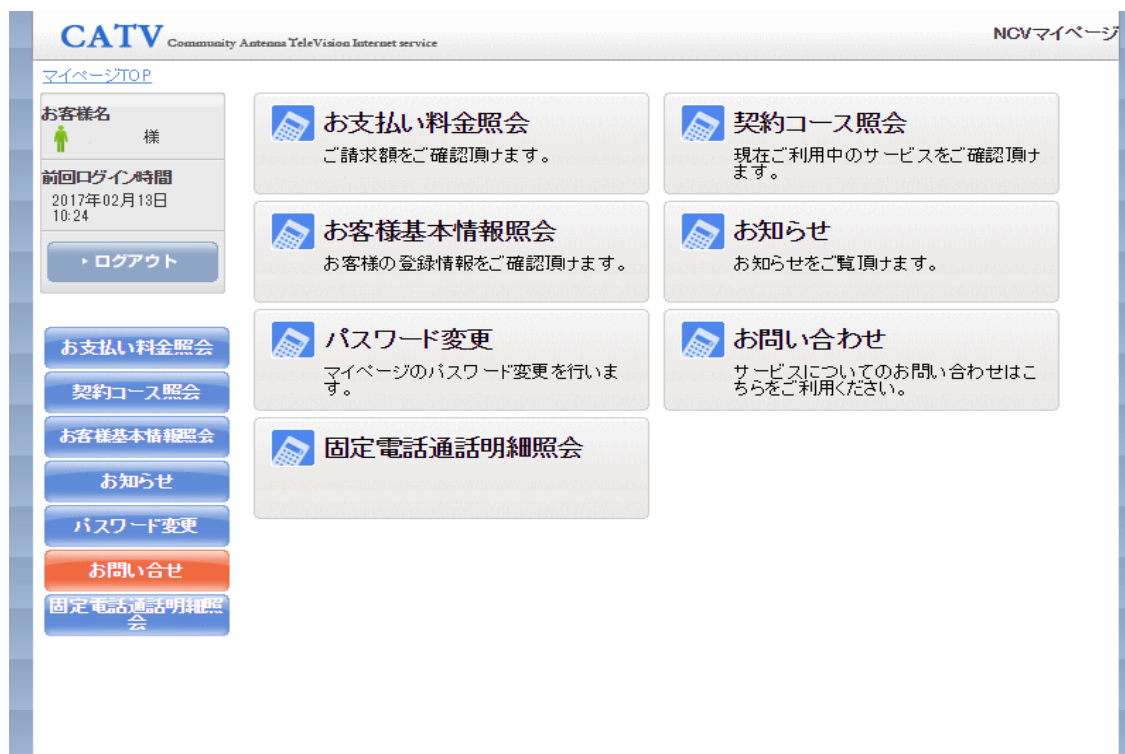 CATV Community Antenna TeleVision Internet service
NCVマイページ
マイページTOP
お客様名
様
前回ログイン時間
2017年02月13日
10:24
ログアウト
お支払い料金照会
契約コース照会
お客様基本情報照会
お知らせ
パスワード変更
お問い合せ
固定電話通話明細照
会
お支払い料金照会
ご請求額をご確認頂けます。
契約コース照会
現在ご利用中のサービスをご確認頂け
ます。
お客様基本情報照会
お客様の登録情報をご確認頂けます。
お知らせ
お知らせをご覧頂けます。
パスワード変更
マイページのパスワード変更を行いま
す。
お問い合わせ
サービスについてのお問い合わせはこ
ちらをご利用ください。
固定電話通話明細照会